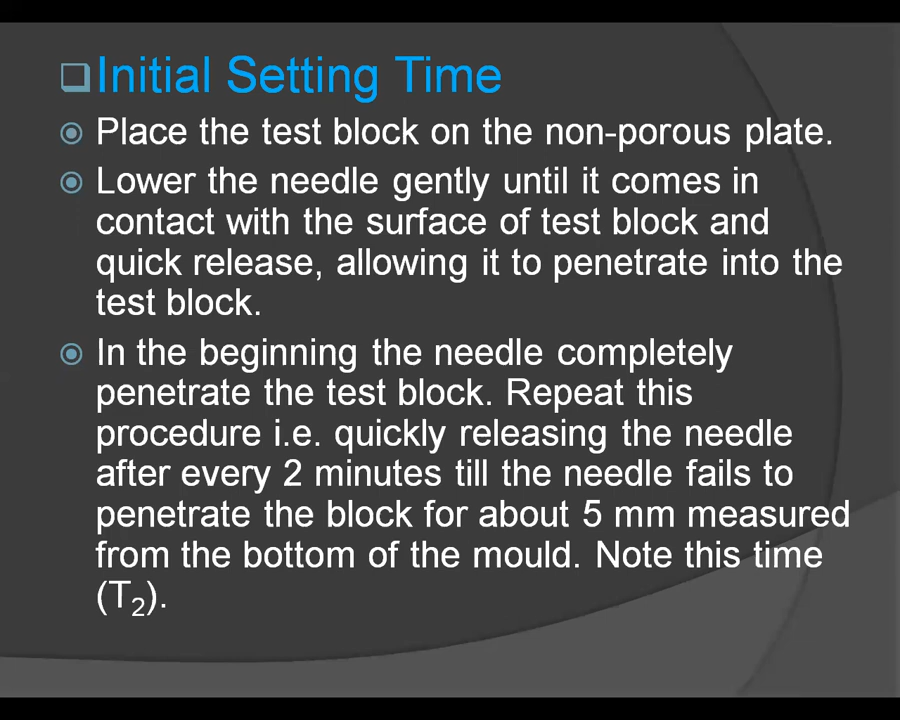 Initial Setting Time
Place the test block on the non-porous plate.
Lower the needle gently until it comes in
contact with the surface of test block and
quick release, allowing it to penetrate into the
test block.
In the beginning the needle completely
penetrate the test block. Repeat this
procedure i.e. quickly releasing the needle
after every 2 minutes till the needle fails to
penetrate the block for about 5 mm measured
from the bottom of the mould. Note this time
(T₂).